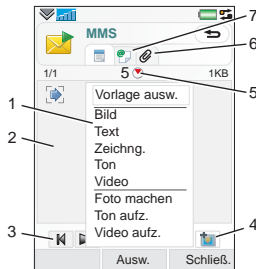 MMS
7
6
1/1
5
1KB
5
1
Vorlage ausw.
Bild
Text
Zeichng.
Ton
Video
Foto machen
Ton aufz.
Video aufz.
2
3
4
Ausw.
Schließ.